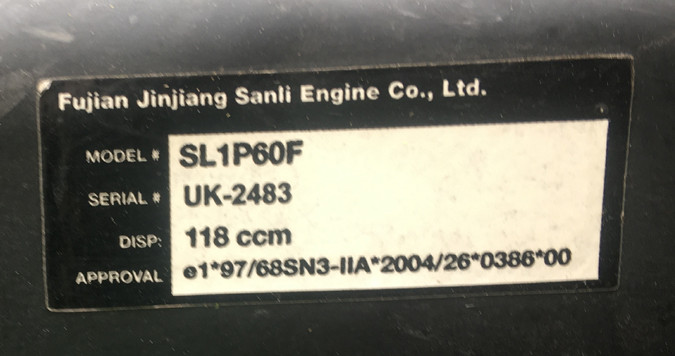 Fujian Jinjiang Sanli Engine Co., Ltd.
MODEL # SL1P60F
SERIAL # UK-2483
DISP: 118 ccm
APPROVAL e1*97/68SN3-IIA*2004/26*0386*00